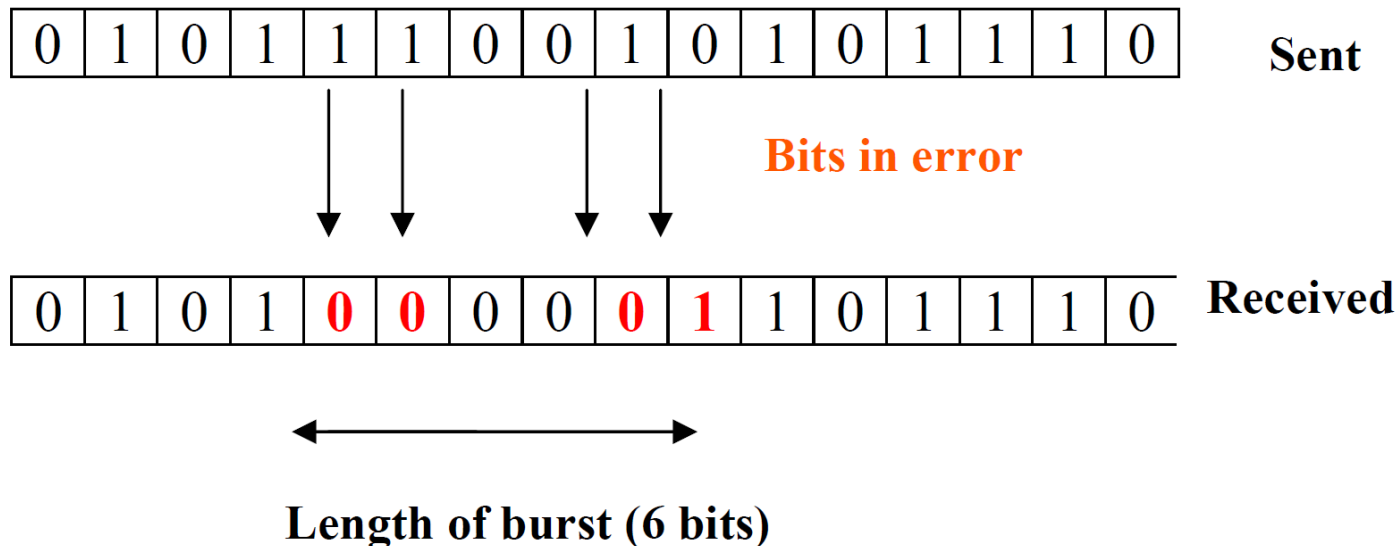 0 1 0 1 1 1 0 0 1 0 1 0 1 1 1 0 Sent
Bits in error
0 1 0 1 0 0 0 0 0 1 1 0 1 1 1 0 Received
Length of burst (6 bits)